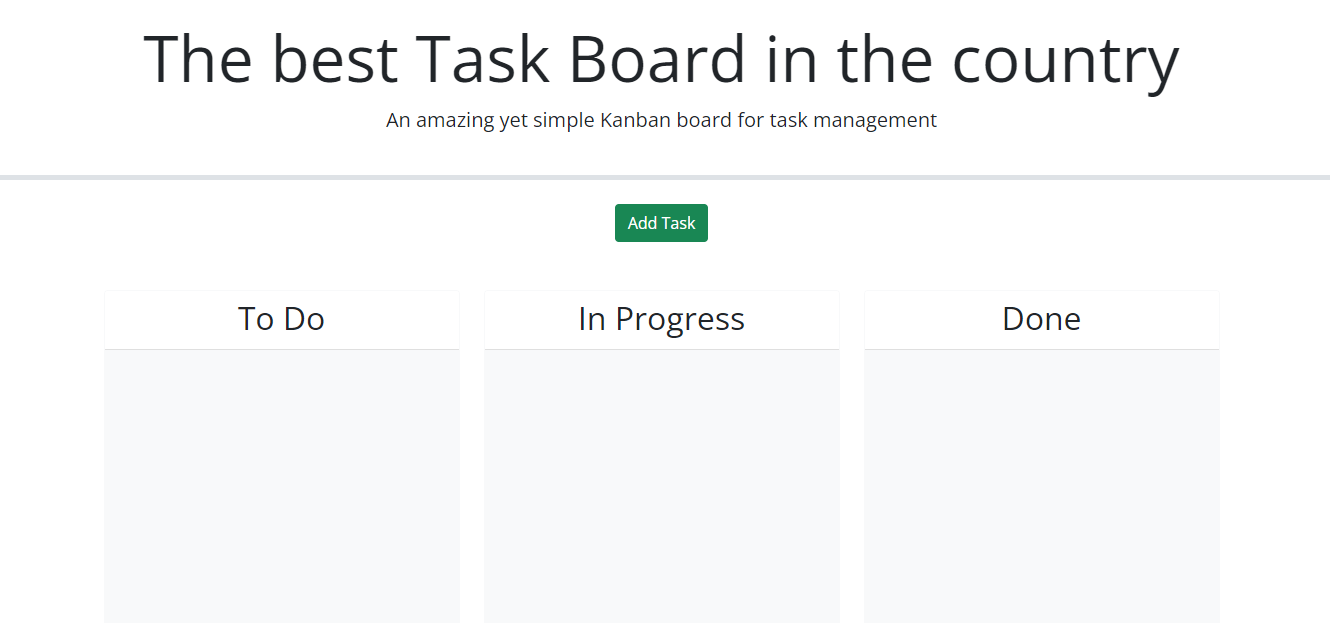 The best Task Board in the country
An amazing yet simple Kanban board for task management
Add Task
To Do
In Progress
Done